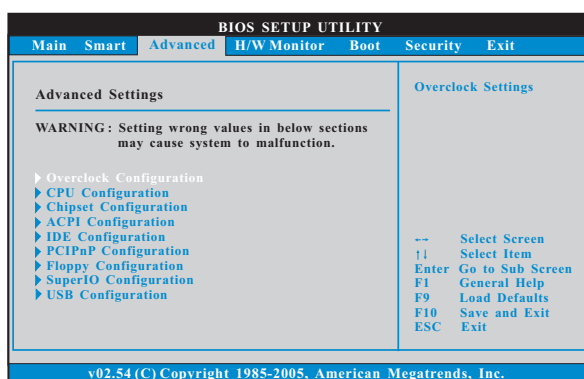 BIOS SETUP UTILITY
Main Smart Advanced H/W Monitor Boot Security Exit
Advanced Settings
WARNING : Setting wrong values in below sections
may cause system to malfunction.
Overclock Configuration
CPU Configuration
Chipset Configuration
ACPI Configuration
IDE Configuration
PCIPnP Configuration
Floppy Configuration
SuperIO Configuration
USB Configuration
Overclock Settings
←→ Select Screen
↑↓ Select Item
Enter Go to Sub Screen
F1 General Help
F9 Load Defaults
F10 Save and Exit
ESC Exit
v02.54 (C) Copyright 1985-2005, American Megatrends, Inc.